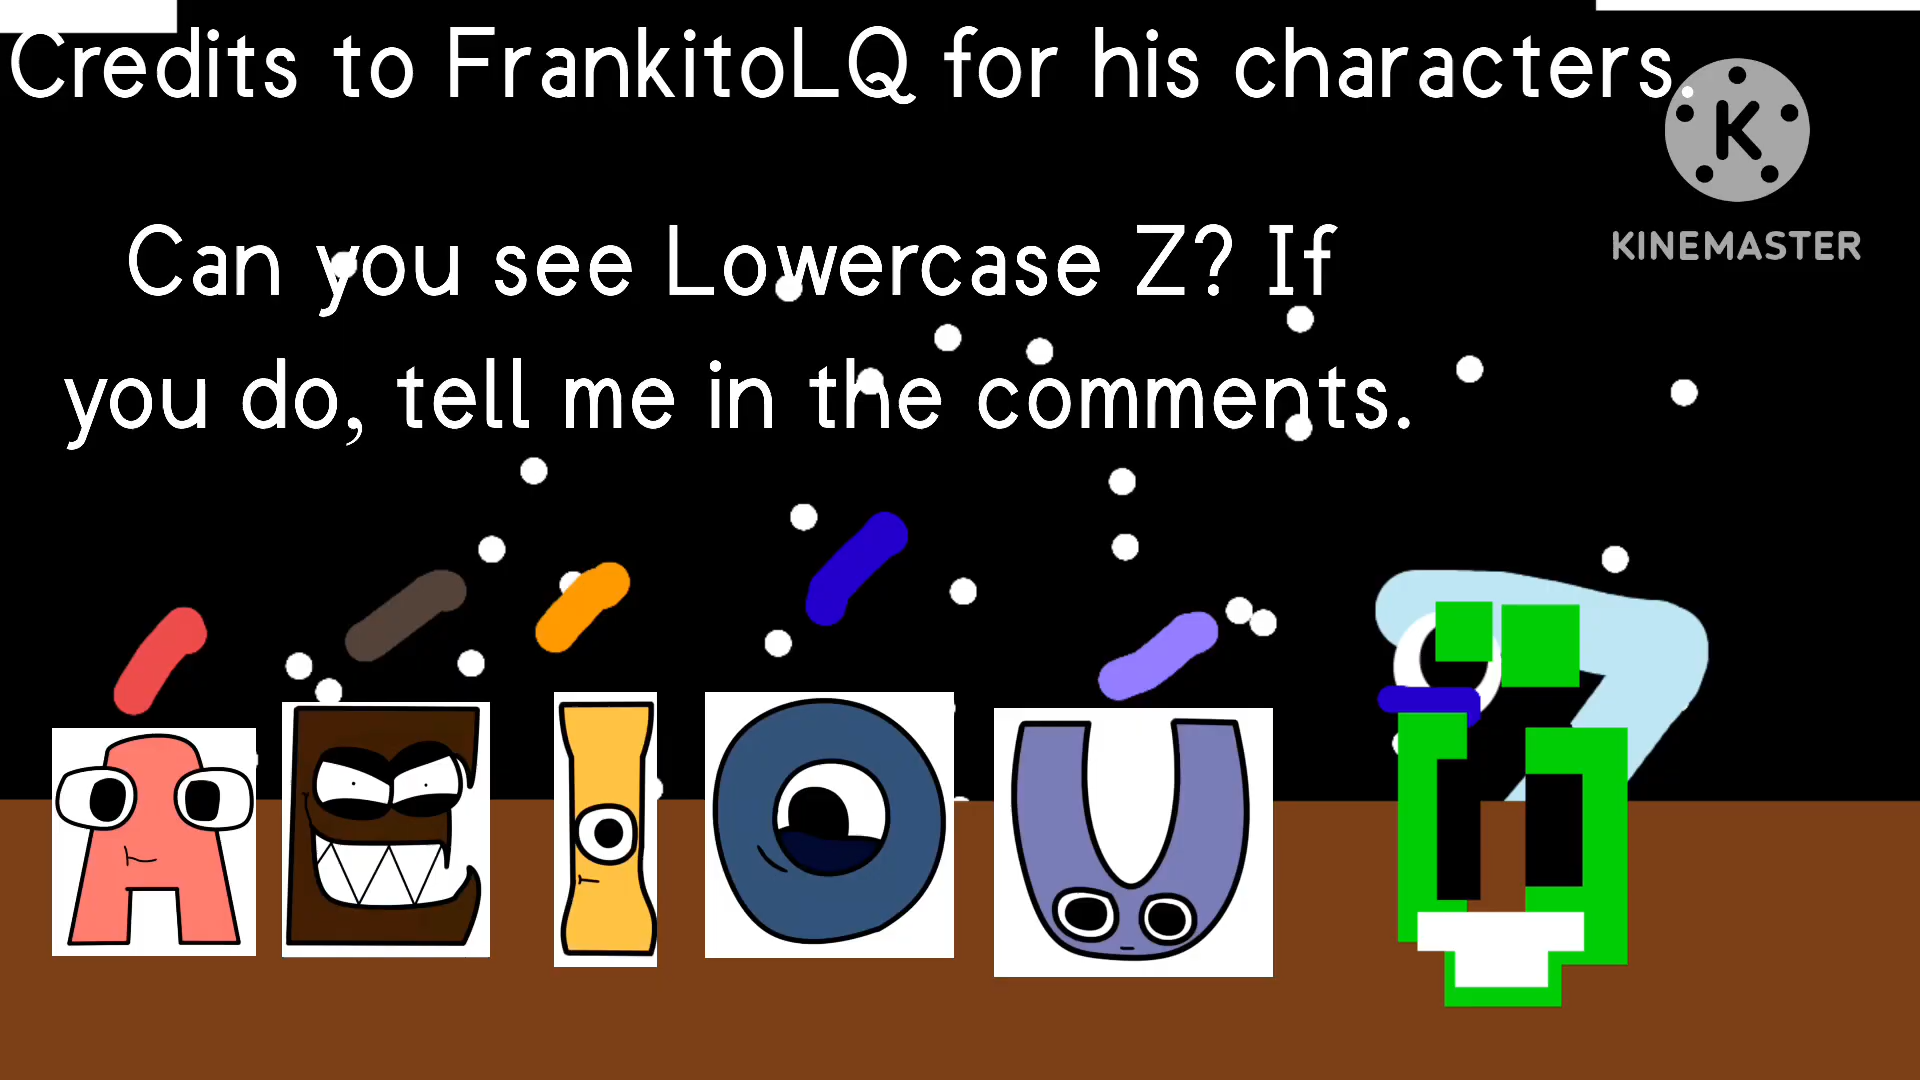 Credits to FrankitoLQ for his characters.
K
KINEMASTER
Can you see Lowercase Z? If
you do, tell me in the comments.
A E I O U